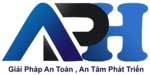 APH
Giải Pháp An Toàn , An Tâm Phát Triển